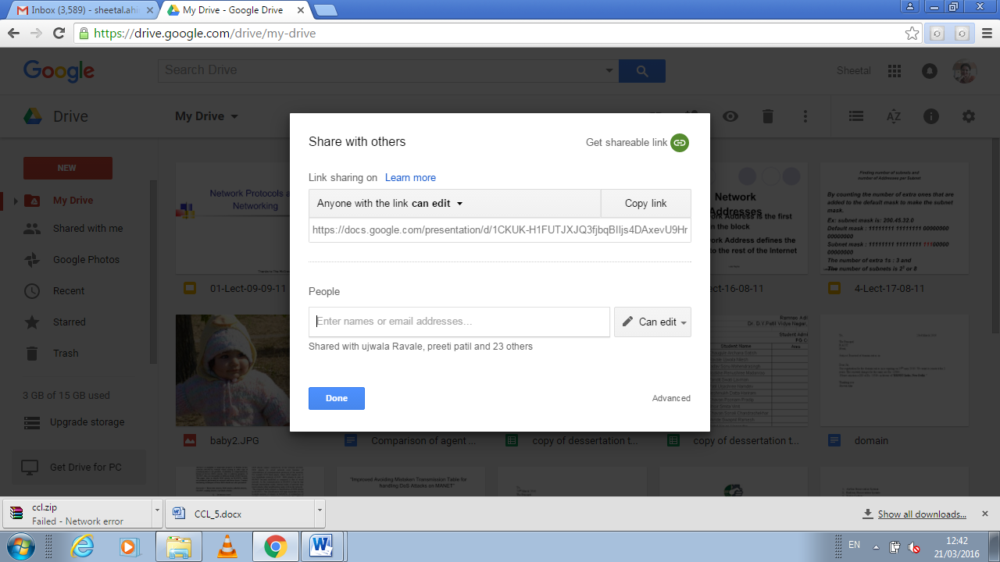 Inbox (3,589) - sheetal.ahi
My Drive - Google Drive
https://drive.google.com/drive/my-drive
Google
Search Drive
Sheetal
Drive
My Drive
AZ
Share with others
Get shareable link
Link sharing on Learn more
Anyone with the link can edit
Copy link
https://docs.google.com/presentation/d/1CKUK-H1FUTJXJQ3fjbqBIIjs4DAxevU9Hr
People
Enter names or email addresses...
Can edit
Shared with ujwala Ravale, preeti patil and 23 others
Done
Advanced
NEW
My Drive
Shared with me
Google Photos
Recent
Starred
Trash
3 GB of 15 GB used
Upgrade storage
Get Drive for PC
Network Protocols a
Networking
01-Lect-09-09-11
Network
Addresses
work Address is the first
n the block
work Address defines the
to the rest of the Internet
ect-16-08-11
Finding number of subnets and
number of Addresses per Subnet
By counting the number of extra ones that are
added to the default mask to make the subnet
mask.
Ex: subnet mask is: 200.45.32.0
Default mask : 11111111 11111111 00000000
00000000
Subnet mask : 11111111 11111111 11100000
00000000
The number of extra 1s : 3 and
The number of subnets is 2³ or 8
4-Lect-17-08-11
baby2.JPG
Comparison of agent ...
copy of dessertation t...
Student Name
copy of dessertation t...
domain
"Improved Avoiding Mistaken Transmission Table for
handling DoS Attacks an MANET"
ccl.zip
Failed - Network error
CCL_5.docx
Show all downloads...
EN
12:42
21/03/2016